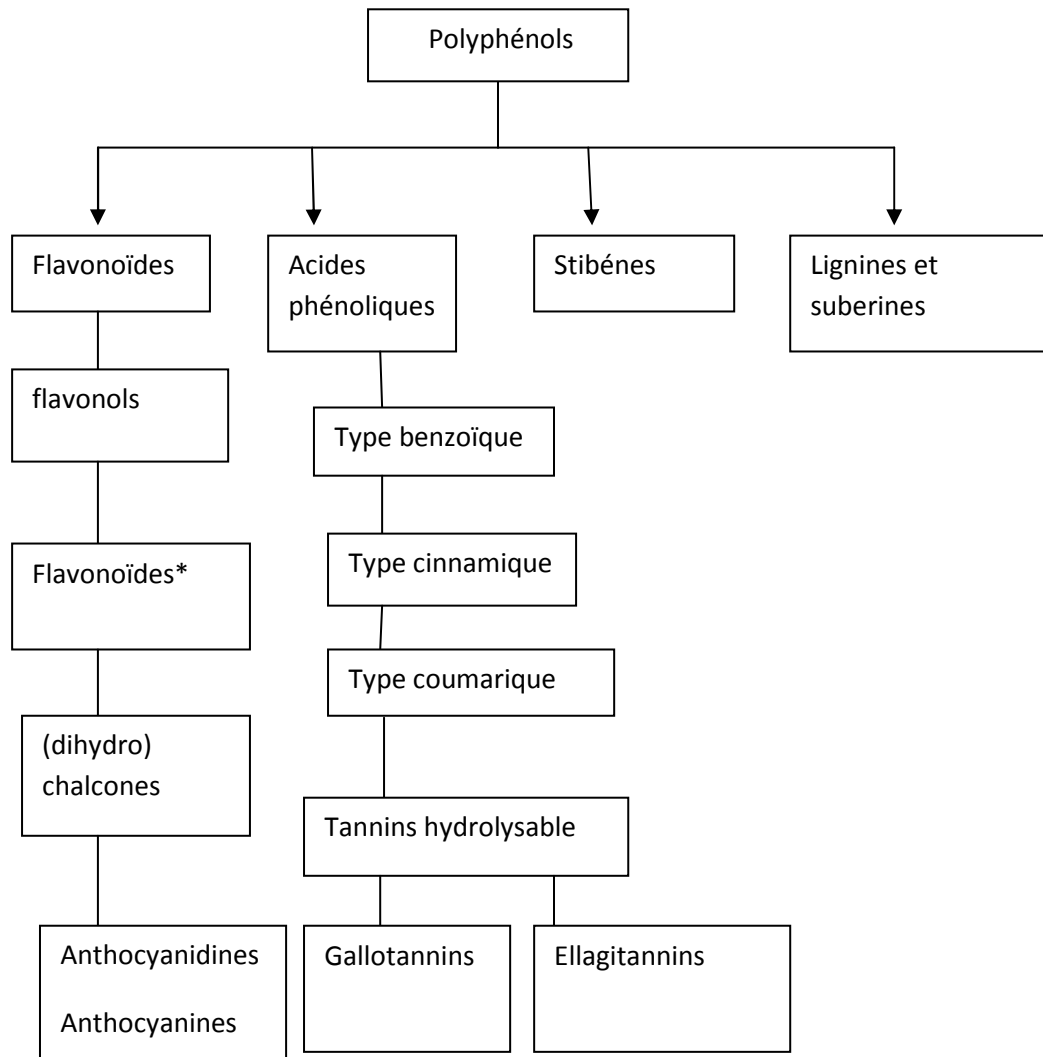 Polyphénols
Flavonoïdes
Acides
phénoliques
Stibénes
Lignines et
suberines
flavonols
Type benzoïque
Flavonoïdes*
Type cinnamique
Type coumarique
(dihydro)
chalcones
Tannins hydrolysable
Anthocyanidines
Anthocyanines
Gallotannins
Ellagitannins